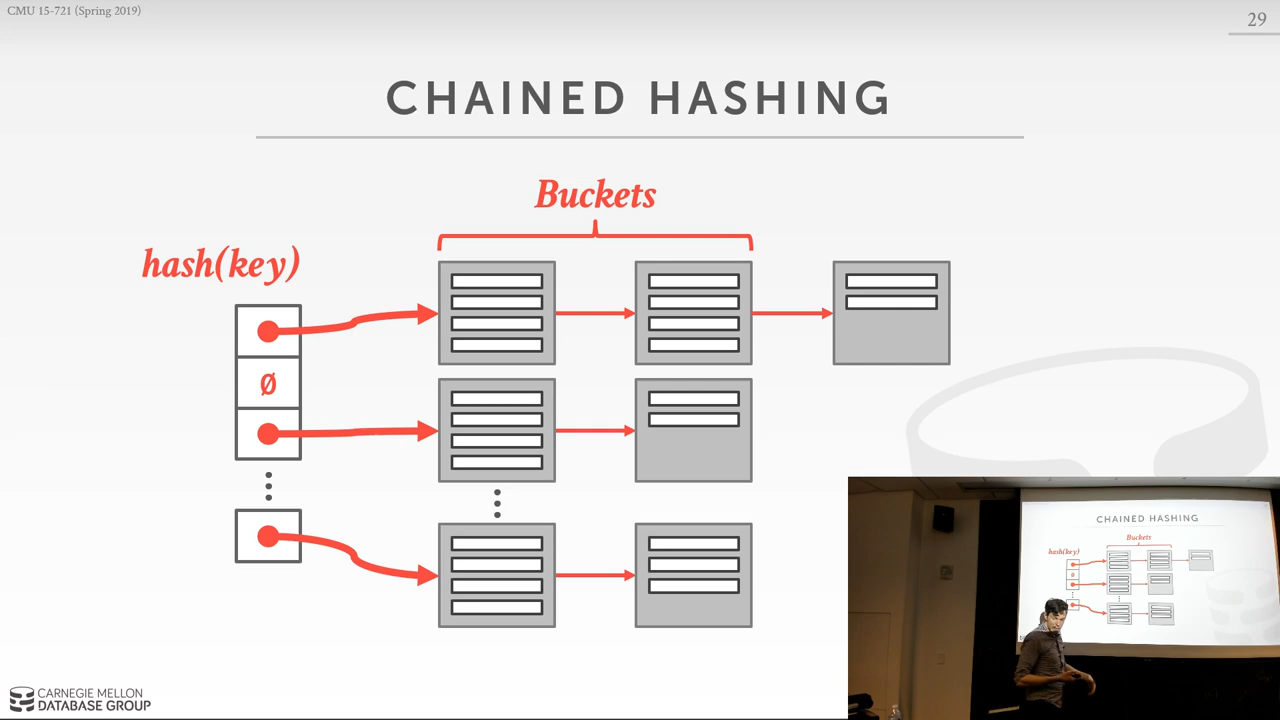 CMU 15-721 (Spring 2019)
29
CHAINED HASHING
Buckets
hash(key)
Ø
CARNEGIE MELLON
DATABASE GROUP
CHAINED HASHING
Buckets
hash(key)